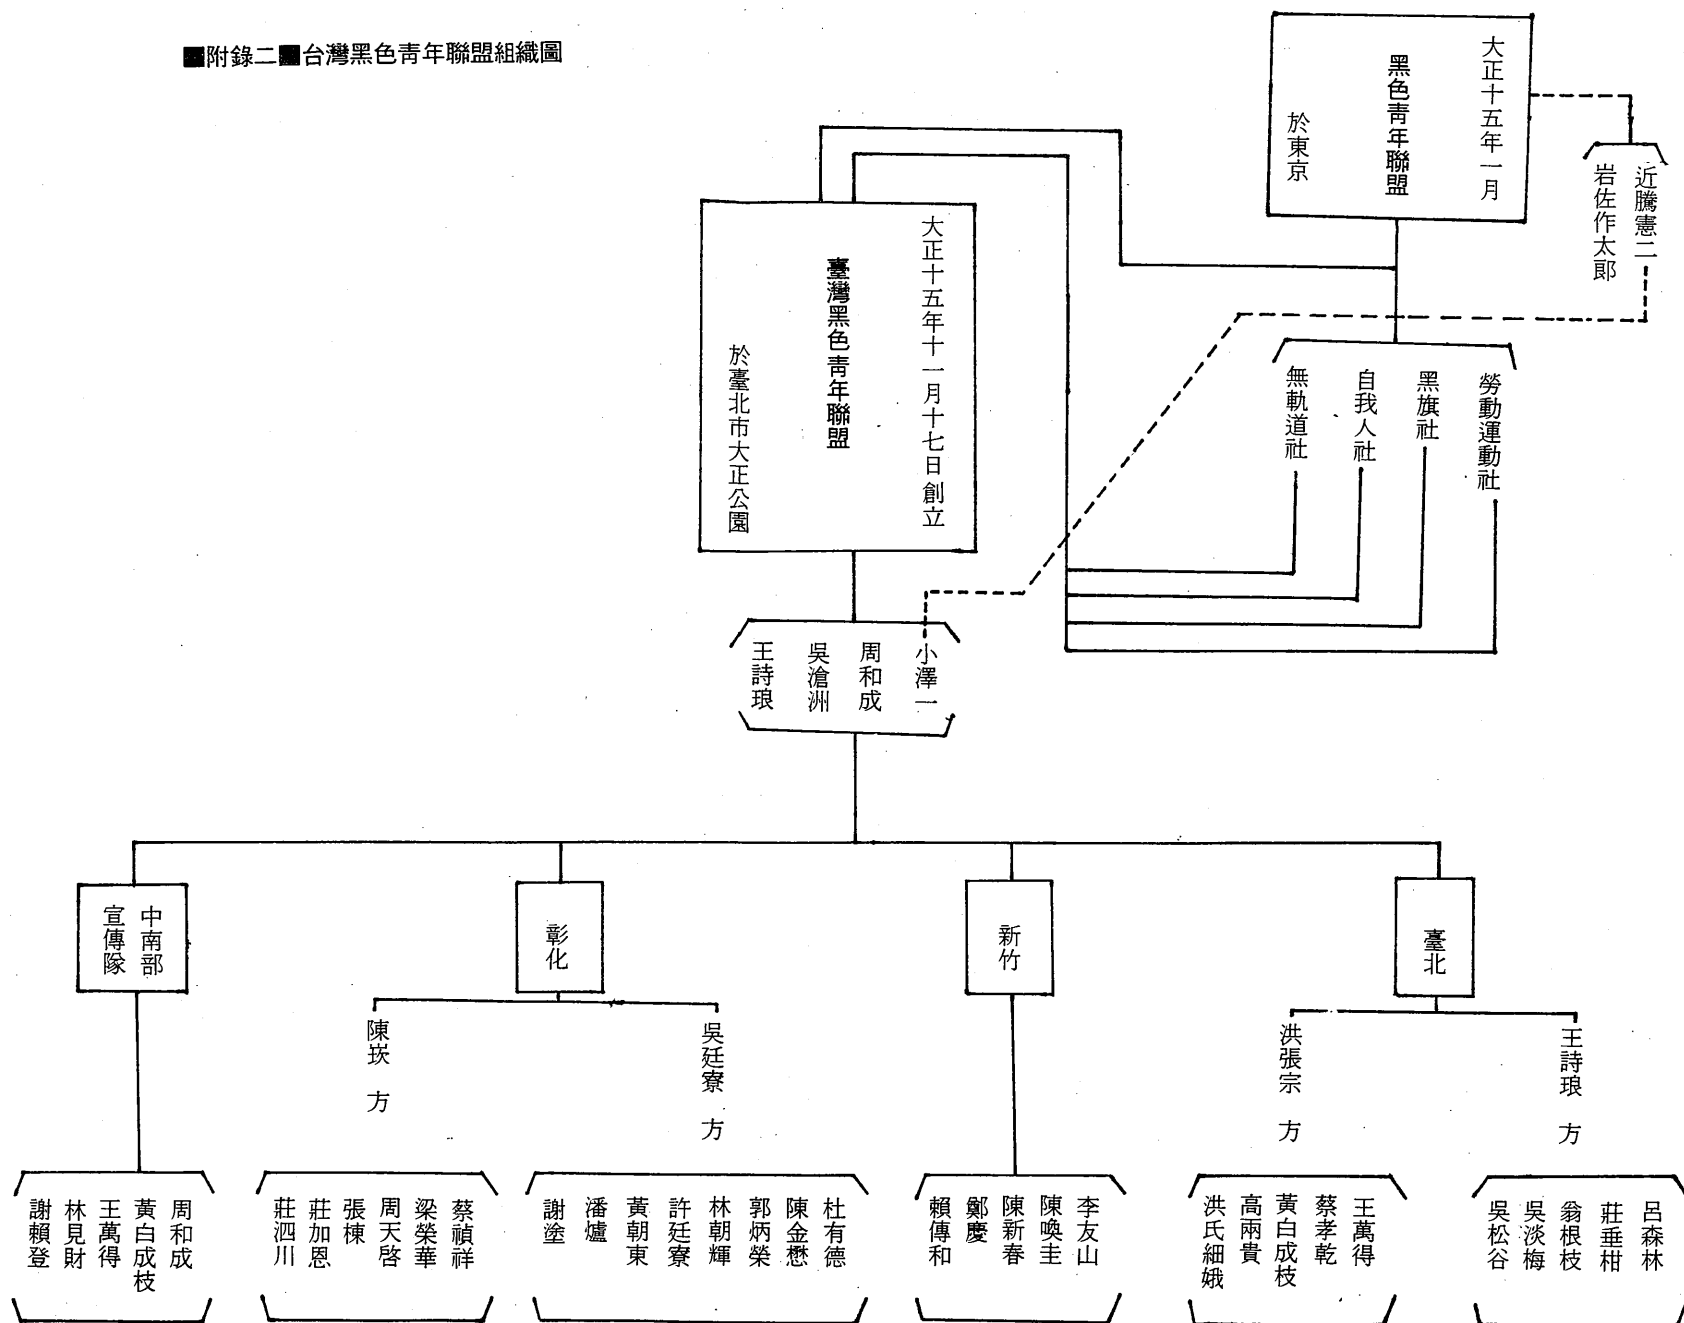 ■附錄二■台灣黑色靑年聯盟組織圖
大正十五年一月
黑色靑年聯盟
於東京
近騰憲二
岩佐作太郎
勞動運動社
黑旗社
自我人社
無軌道社
大正十五年十一月十七日創立
臺灣黑色靑年聯盟
於臺北市大正公園
小澤一
周和成
吳滄洲
王詩琅
臺北
王詩琅 方
呂森林
莊垂柑
翁根枝
吳淡梅
吳松谷
洪張宗 方
王萬得
蔡孝乾
黃白成枝
高兩貴
洪氏細娥
新竹
李友山
陳喚圭
陳新春
鄭慶
賴傳和
彰化
吳廷寮 方
杜有德
陳金懋
郭炳榮
林朝輝
許廷寮
黃朝東
潘爐
謝塗
陳崁 方
蔡禎祥
梁榮華
周天啓
張棟
莊加恩
莊泗川
中南部
宣傳隊
周和成
黃白成枝
王萬得
林見財
謝賴登